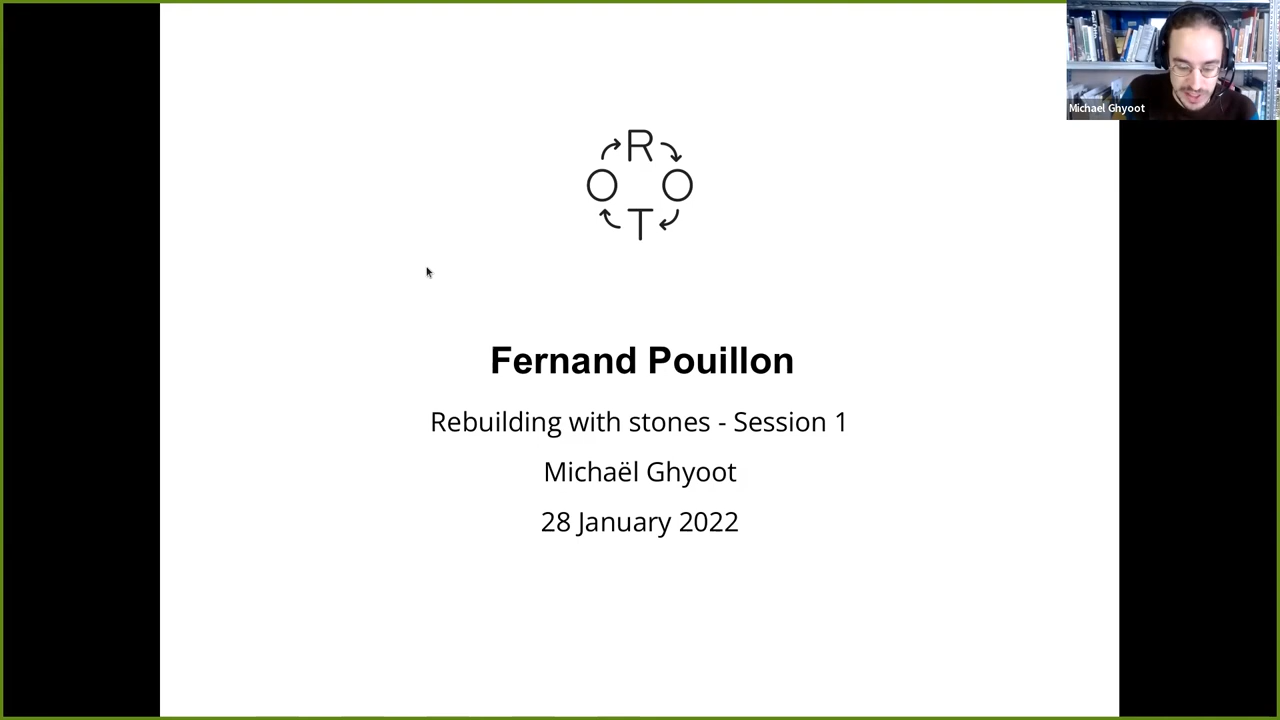 Michael Ghyoot
R
O O
T
Fernand Pouillon
Rebuilding with stones - Session 1
Michaël Ghyoot
28 January 2022